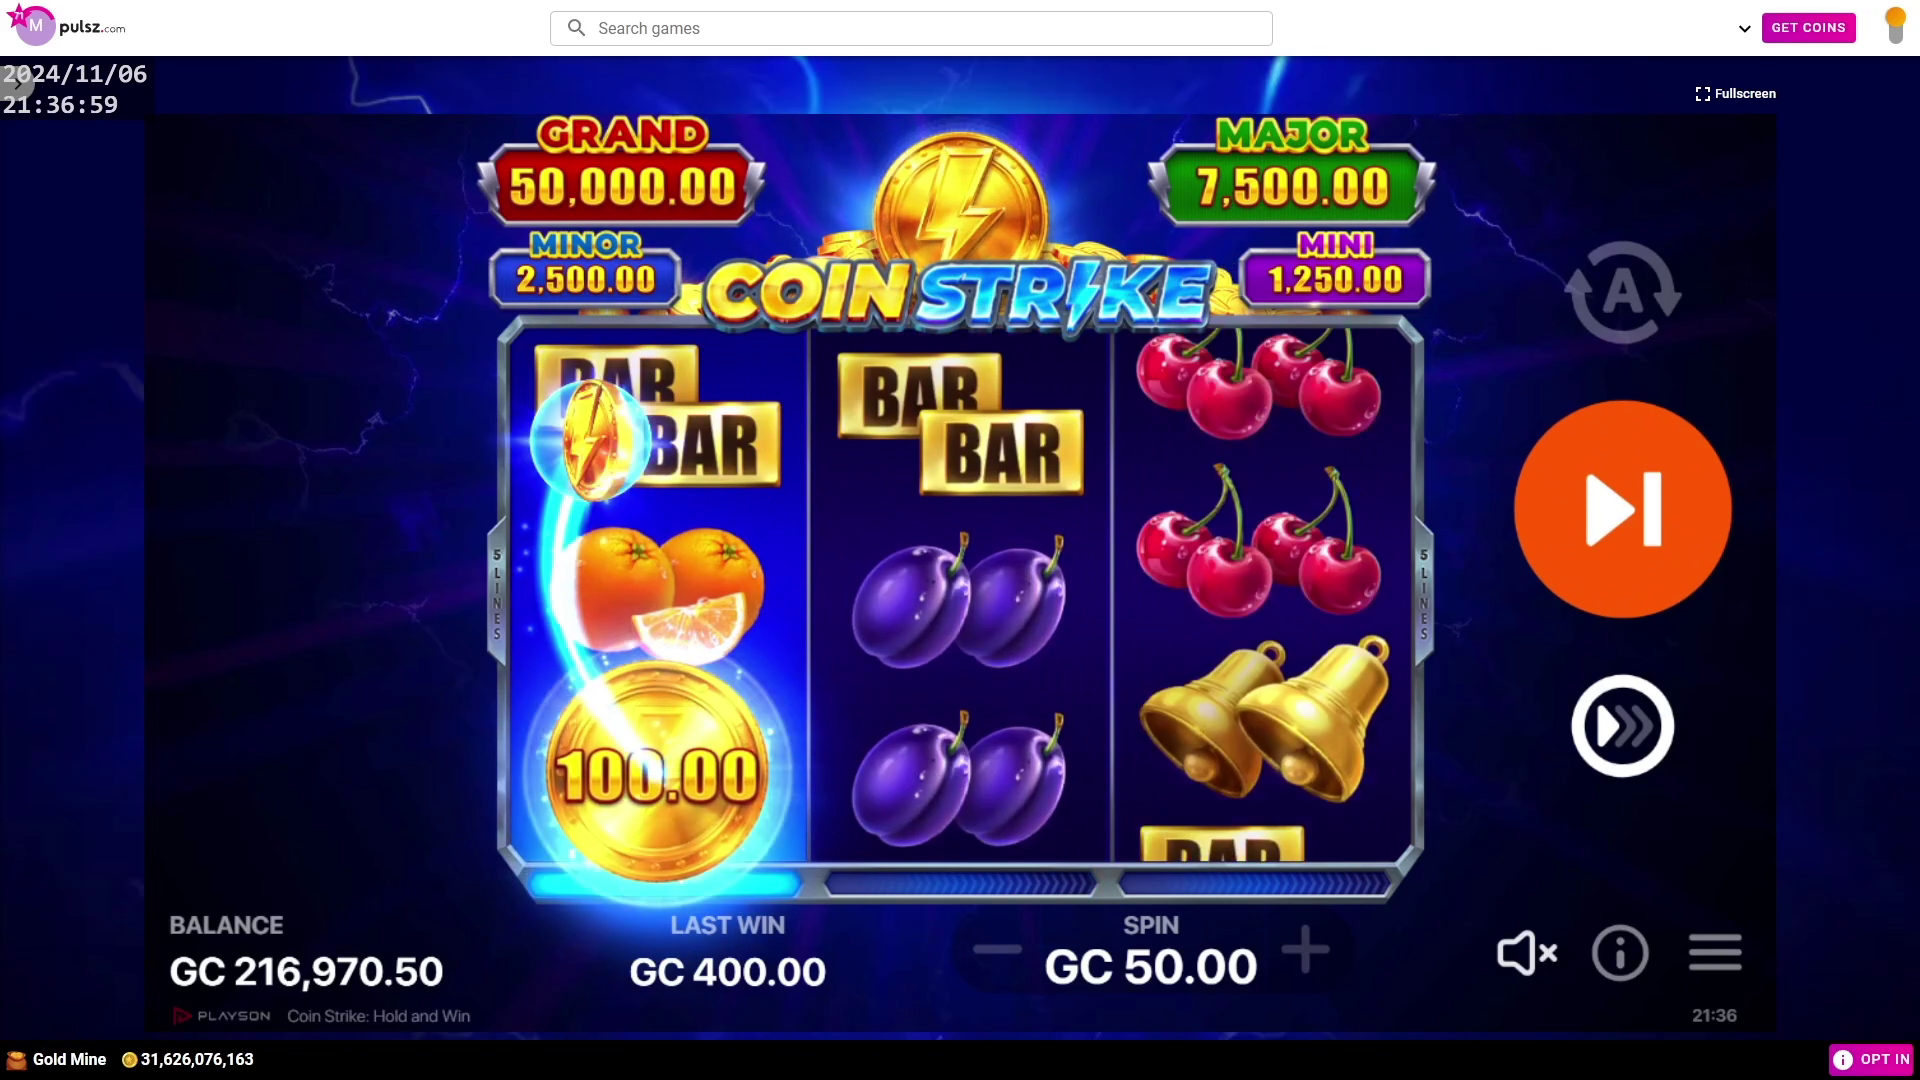 71
M pulsz.com
Search games
GET COINS
2024/11/06
21:36:59
Fullscreen
GRAND
50,000.00
MAJOR
7,500.00
MINOR
2,500.00
MINI
1,250.00
COIN STRIKE
A
BAR
BAR
BAR
BAR
5 LINES
5 LINES
100.00
BAR
BALANCE
GC 216,970.50
LAST WIN
GC 400.00
SPIN
GC 50.00
PLAYSON Coin Strike: Hold and Win
21:36
Gold Mine 31,626,076,163
OPT IN